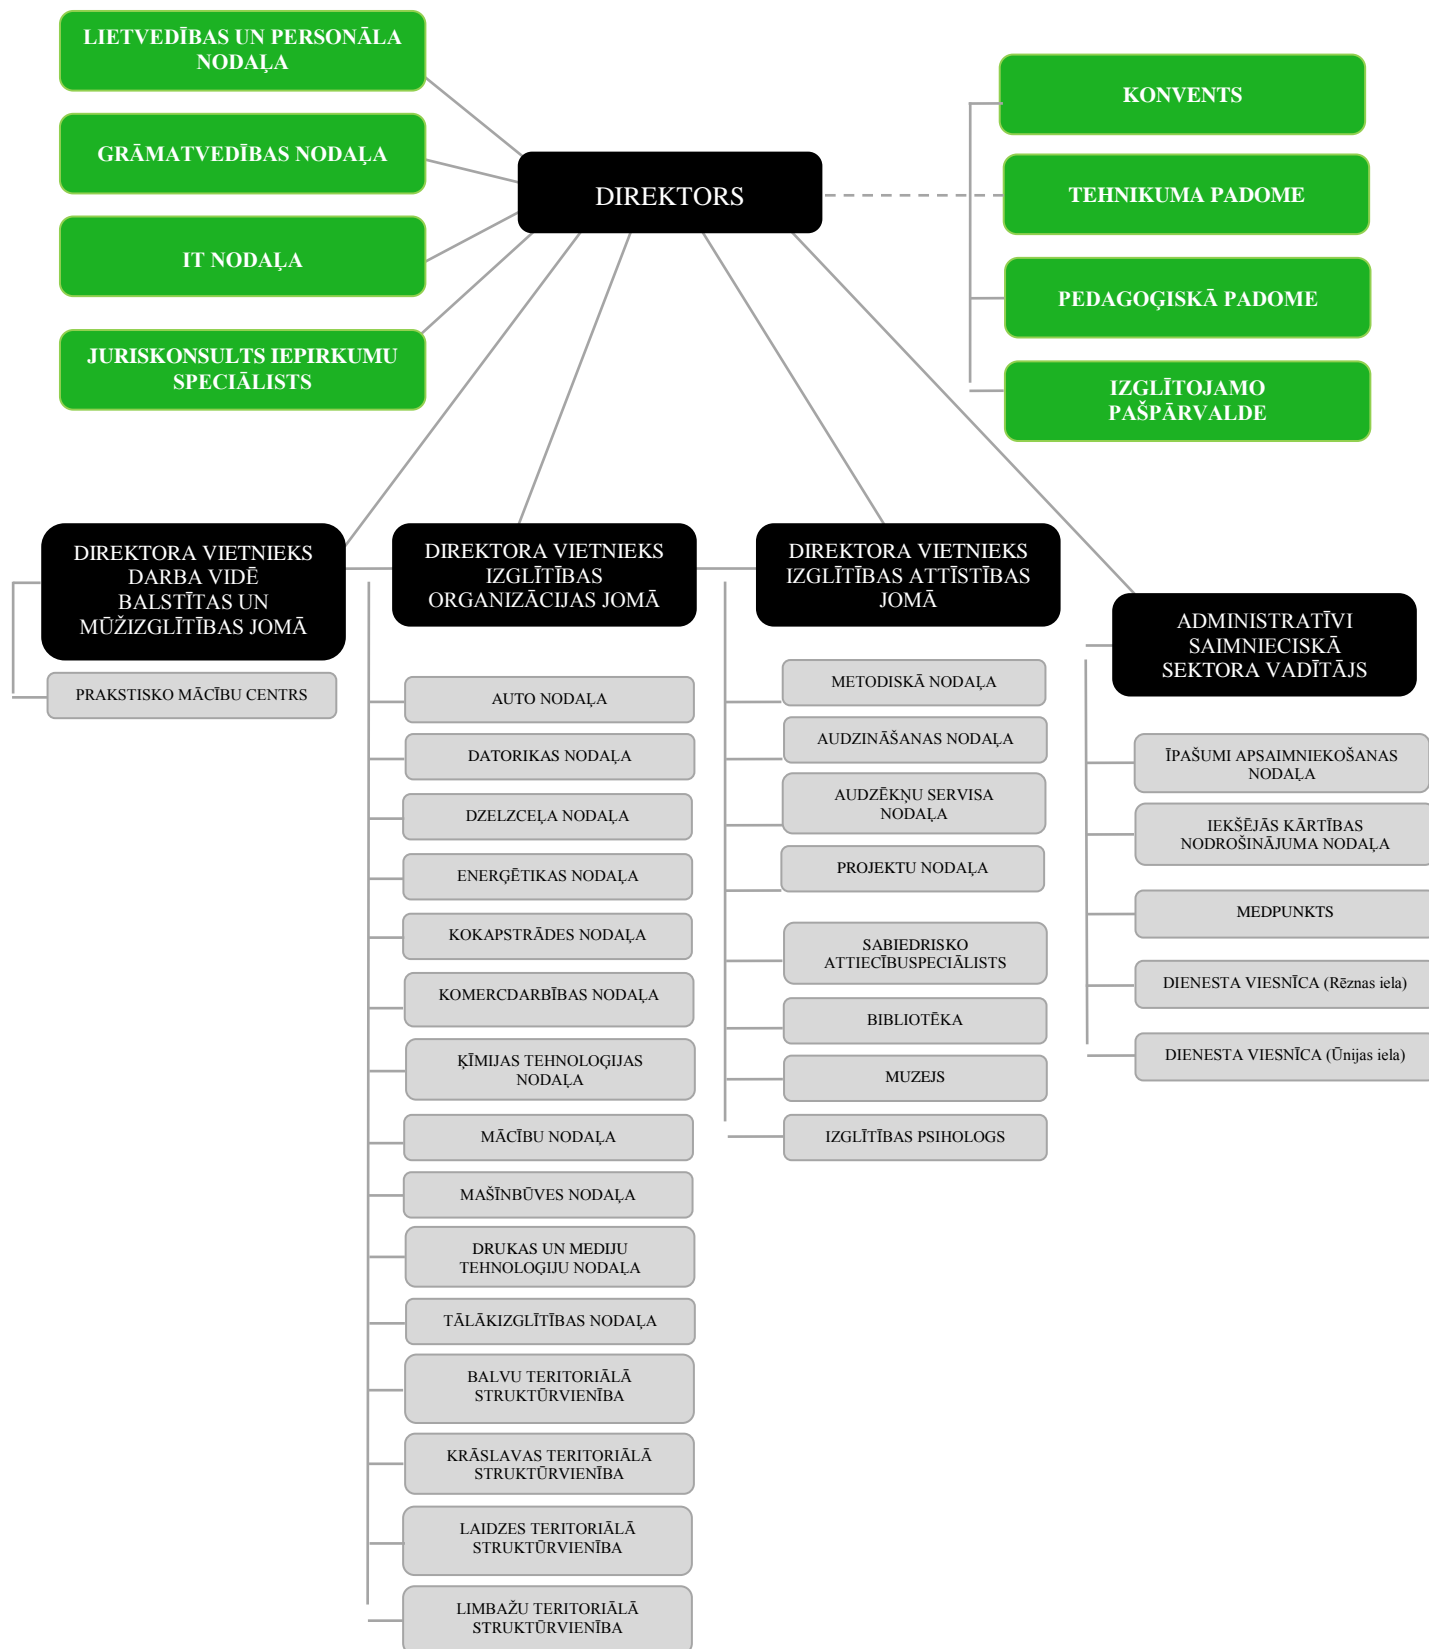 LIETVEDĪBAS UN PERSONĀLA
NODAĻA
GRĀMATVEDĪBAS NODAĻA
IT NODAĻA
JURISKONSULTS IEPIRKUMU
SPECIĀLISTS
DIREKTORS
KONVENTS
TEHNIKUMA PADOME
PEDAGOĢISKĀ PADOME
IZGLĪTOJAMO
PAŠPĀRVALDE
DIREKTORA VIETNIEKS
DARBA VIDĒ
BALSTĪTAS UN
MŪŽIZGLĪTĪBAS JOMĀ
PRAKSTISKO MĀCĪBU CENTRS
DIREKTORA VIETNIEKS
IZGLĪTĪBAS
ORGANIZĀCIJAS JOMĀ
AUTO NODAĻA
DATORIKAS NODAĻA
DZELZCEĻA NODAĻA
ENERĢĒTIKAS NODAĻA
KOKAPSTRĀDES NODAĻA
KOMERCDARBĪBAS NODAĻA
ĶĪMIJAS TEHNOLOĢIJAS
NODAĻA
MĀCĪBU NODAĻA
MAŠĪNBŪVES NODAĻA
DRUKAS UN MEDIJU
TEHNOLOĢIJU NODAĻA
TĀLĀKIZGLĪTĪBAS NODAĻA
BALVU TERITORIĀLĀ
STRUKTŪRVIENĪBA
KRĀSLAVAS TERITORIĀLĀ
STRUKTŪRVIENĪBA
LAIDZES TERITORIĀLĀ
STRUKTŪRVIENĪBA
LIMBAŽU TERITORIĀLĀ
STRUKTŪRVIENĪBA
DIREKTORA VIETNIEKS
IZGLĪTĪBAS ATTĪSTĪBAS
JOMĀ
METODISKĀ NODAĻA
AUDZINĀŠANAS NODAĻA
AUDZĒKŅU SERVISA
NODAĻA
PROJEKTU NODAĻA
SABIEDRISKO
ATTIECĪBUSPECIĀLISTS
BIBLIOTĒKA
MUZEJS
IZGLĪTĪBAS PSIHOLOGS
ADMINISTRATĪVI
SAIMNIECISKĀ
SEKTORA VADĪTĀJS
ĪPAŠUMI APSAIMNIEKOŠANAS
NODAĻA
IEKŠĒJĀS KĀRTĪBAS
NODROŠINĀJUMA NODAĻA
MEDPUNKTS
DIENESTA VIESNĪCA (Rēznas iela)
DIENESTA VIESNĪCA (Ūnijas iela)